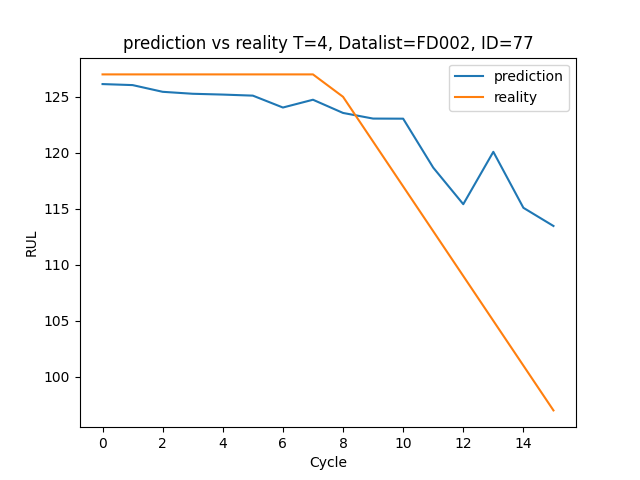 prediction vs reality T=4, Datalist=FD002, ID=77
prediction
reality
RUL
125
120
115
110
105
100
0 2 4 6 8 10 12 14
Cycle